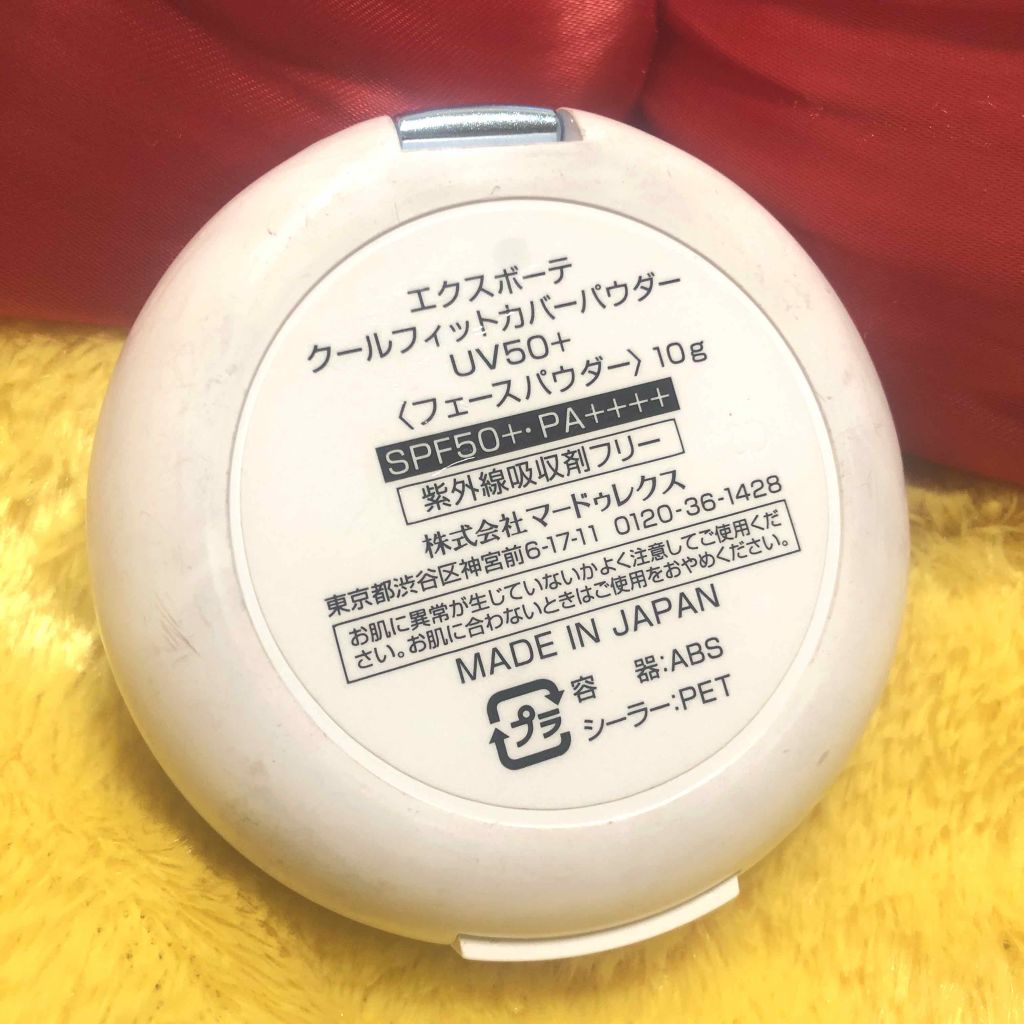 エクスボーテ
クールフィットカバーパウダー
UV50+
〈フェースパウダー〉10g
SPF50+・PA++++
紫外線吸収剤フリー
株式会社マードゥレクス
東京都渋谷区神宮前6-17-11 0120-36-1428
お肌に異常が生じていないかよく注意してご使用くだ
さい。お肌に合わないときはご使用をおやめください。
MADE IN JAPAN
容 器:ABS
プラ シーラー:PET